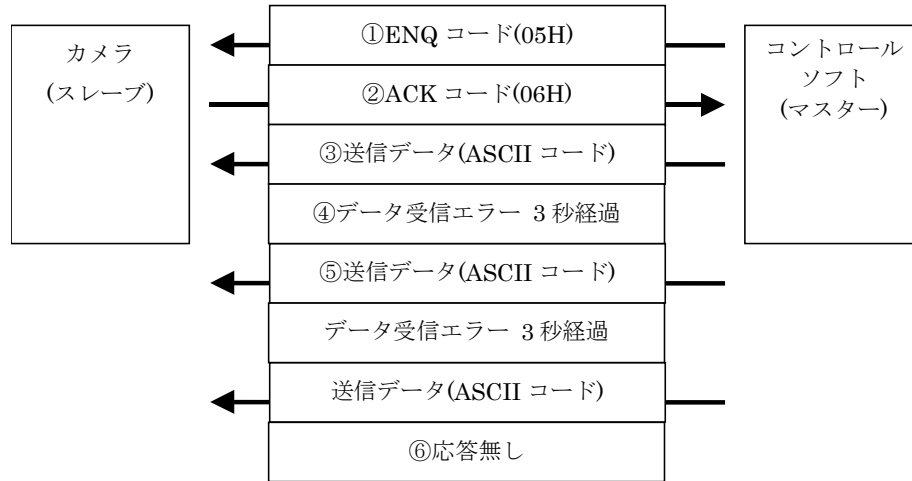 カメラ
(スレーブ)
①ENQ コード(05H)
②ACK コード(06H)
③送信データ(ASCII コード)
④データ受信エラー 3 秒経過
⑤送信データ(ASCII コード)
データ受信エラー 3 秒経過
送信データ(ASCII コード)
⑥応答無し
コントロール
ソフト
(マスター)